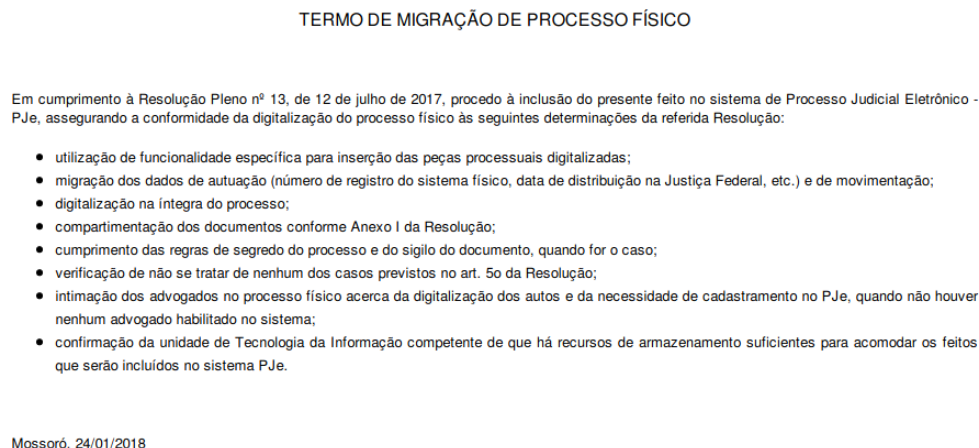 TERMO DE MIGRAÇÃO DE PROCESSO FÍSICO
Em cumprimento à Resolução Pleno nº 13, de 12 de julho de 2017, procedo à inclusão do presente feito no sistema de Processo Judicial Eletrônico -
PJe, assegurando a conformidade da digitalização do processo físico às seguintes determinações da referida Resolução:
• utilização de funcionalidade específica para inserção das peças processuais digitalizadas;
• migração dos dados de autuação (número de registro do sistema físico, data de distribuição na Justiça Federal, etc.) e de movimentação;
• digitalização na íntegra do processo;
• compartimentação dos documentos conforme Anexo I da Resolução;
• cumprimento das regras de segredo do processo e do sigilo do documento, quando for o caso;
• verificação de não se tratar de nenhum dos casos previstos no art. 5o da Resolução;
• intimação dos advogados no processo físico acerca da digitalização dos autos e da necessidade de cadastramento no PJe, quando não houver
nenhum advogado habilitado no sistema;
• confirmação da unidade de Tecnologia da Informação competente de que há recursos de armazenamento suficientes para acomodar os feitos
que serão incluídos no sistema PJe.
Mossoró, 24/01/2018